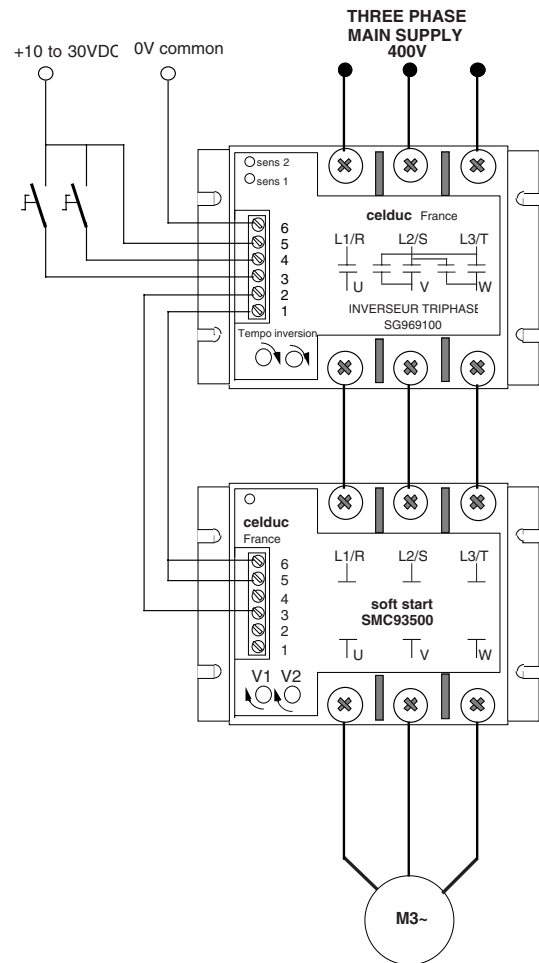 THREE PHASE
MAIN SUPPLY
400V
+10 to 30VDC
0V common
sens 2
sens 1
celduc France
6
5
4
3
2
1
L1/R L2/S L3/T
U V W
INVERSEUR TRIPHASE
SG969100
Tempo inversion
celduc
France
6
5
4
3
2
1
L1/R L2/S L3/T
soft start
SMC93500
U V W
V1 V2
M3~